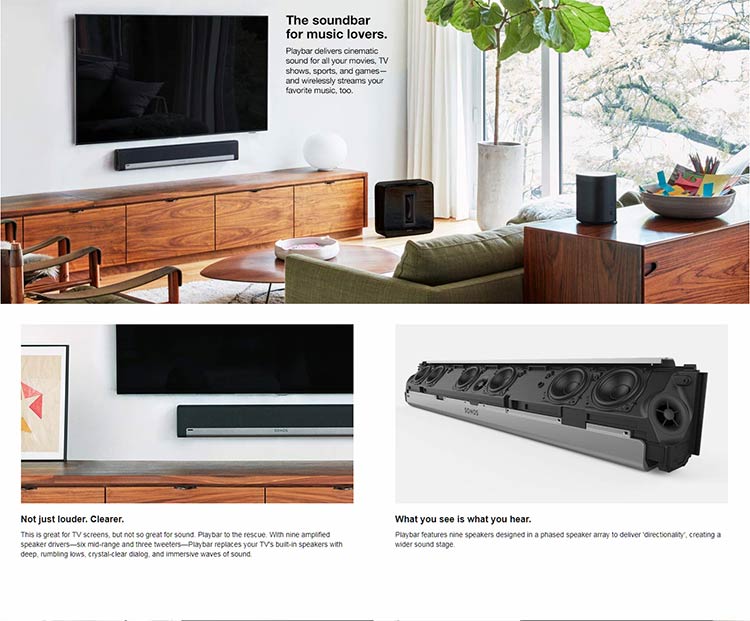 The soundbar
for music lovers.
Playbar delivers cinematic
sound for all your movies, TV
shows, sports, and games—
and wirelessly streams your
favorite music, too.
SONOS
SONOS
Not just louder. Clearer.
This is great for TV screens, but not so great for sound. Playbar to the rescue. With nine amplified
speaker drivers—six mid-range and three tweeters—Playbar replaces your TV's built-in speakers with
deep, rumbling lows, crystal-clear dialog, and immersive waves of sound.
What you see is what you hear.
Playbar features nine speakers designed in a phased speaker array to deliver 'directionality', creating a
wider sound stage.